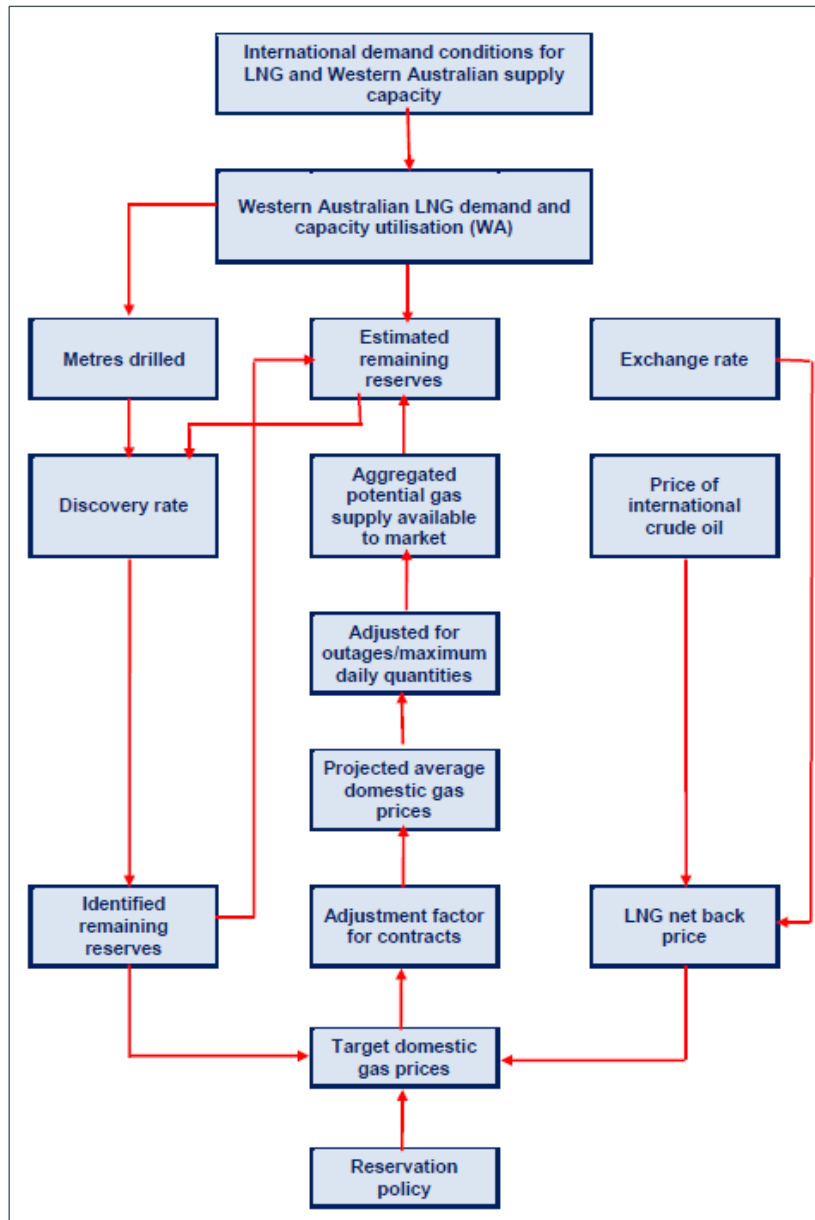 International demand conditions for
LNG and Western Australian supply
capacity
Western Australian LNG demand and
capacity utilisation (WA)
Metres drilled
Estimated
remaining
reserves
Exchange rate
Discovery rate
Aggregated
potential gas
supply available
to market
Price of
international
crude oil
Adjusted for
outages/maximum
daily quantities
Projected average
domestic gas
prices
Identified
remaining
reserves
Adjustment factor
for contracts
LNG net back
price
Target domestic
gas prices
Reservation
policy